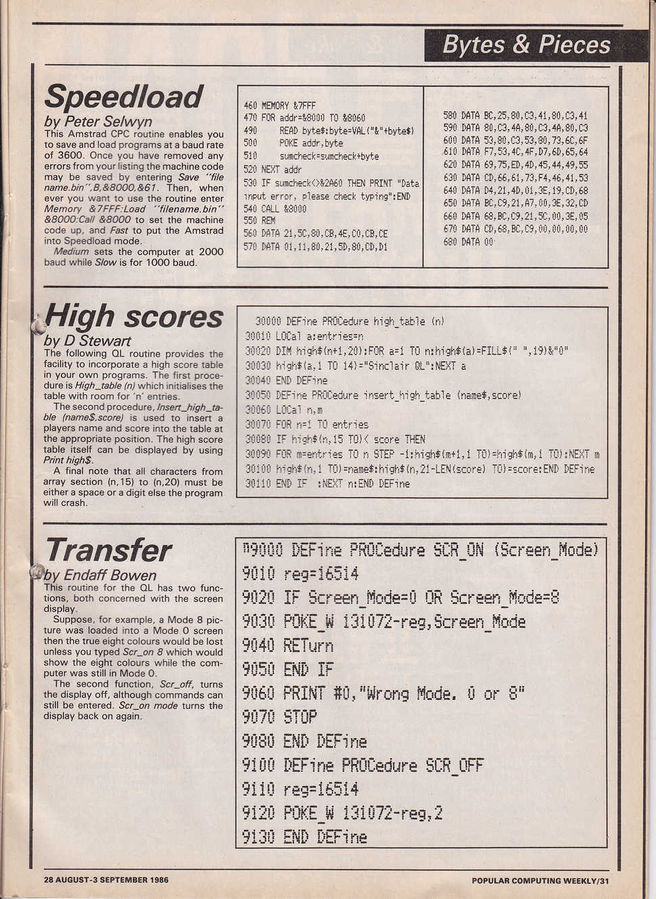 Bytes & Pieces
Speedload
by Peter Selwyn
This Amstrad CPC routine enables you
to save and load programs at a baud rate
of 3600. Once you have removed any
errors from your listing the machine code
may be saved by entering Save "file
name.bin",B,&8000,&61. Then, when
ever you want to use the routine enter
Memory &7FFF:Load "filename.bin"
&8000:Call &8000 to set the machine
code up, and Fast to put the Amstrad
into Speedload mode.
Medium sets the computer at 2000
baud while Slow is for 1000 baud.
460 MEMORY &7FFF
470 FOR addr=&8000 TO &8060
490 READ byte$:byte=VAL("&"+byte$)
500 POKE addr,byte
510 sumcheck=sumcheck+byte
520 NEXT addr
530 IF sumcheck<>&2A60 THEN PRINT "Data
input error, please check typing":END
540 CALL &8000
550 REM
560 DATA 21,5C,80,CB,4E,C0,CB,CE
570 DATA 01,11,80,21,5D,80,CD,D1
580 DATA BC,25,80,C3,41,80,C3,41
590 DATA 80,C3,4A,80,C3,4A,80,C3
600 DATA 53,80,C3,53,80,73,6C,6F
610 DATA F7,53,4C,4F,D7,6D,65,64
620 DATA 69,75,ED,4D,45,44,49,55
630 DATA CD,66,61,73,F4,46,41,53
640 DATA D4,21,4D,01,3E,19,CD,68
650 DATA BC,C9,21,A7,00,3E,32,CD
660 DATA 68,BC,C9,21,5C,00,3E,05
670 DATA CD,68,BC,C9,00,00,00,00
680 DATA 00
High scores
by D Stewart
The following QL routine provides the
facility to incorporate a high score table
in your own programs. The first proce-
dure is High_table (n) which initialises the
table with room for 'n' entries.
The second procedure, Insert_high_ta-
ble (name$,score) is used to insert a
players name and score into the table at
the appropriate position. The high score
table itself can be displayed by using
Print high$.
A final note that all characters from
array section (n,15) to (n,20) must be
either a space or a digit else the program
will crash.
30000 DEFine PROCedure high_table (n)
30010 LOCal a:entries=n
30020 DIM high$(n+1,20):FOR a=1 TO n:high$(a)=FILL$(" ",19)&"0"
30030 high$(a,1 TO 14)="Sinclair QL":NEXT a
30040 END DEFine
30050 DEFine PROCedure insert_high_table (name$,score)
30060 LOCal n,m
30070 FOR n=1 TO entries
30080 IF high$(n,15 TO)< score THEN
30090 FOR m=entries TO n STEP -1:high$(m+1,1 TO)=high$(m,1 TO):NEXT m
30100 high$(n,1 TO)=name$:high$(n,21-LEN(score) TO)=score:END DEFine
30110 END IF :NEXT n:END DEFine
Transfer
by Endaff Bowen
This routine for the QL has two func-
tions, both concerned with the screen
display.
Suppose, for example, a Mode 8 pic-
ture was loaded into a Mode 0 screen
then the true eight colours would be lost
unless you typed Scr_on 8 which would
show the eight colours while the com-
puter was still in Mode 0.
The second function, Scr_off, turns
the display off, although commands can
still be entered. Scr_on mode turns the
display back on again.
n9000 DEFine PROCedure SCR_ON (Screen_Mode)
9010 reg=16514
9020 IF Screen_Mode=0 OR Screen_Mode=8
9030 POKE_W 131072-reg,Screen_Mode
9040 RETurn
9050 END IF
9060 PRINT #0,"Wrong Mode. 0 or 8"
9070 STOP
9080 END DEFine
9100 DEFine PROCedure SCR_OFF
9110 reg=16514
9120 POKE_W 131072-reg,2
9130 END DEFine
28 AUGUST-3 SEPTEMBER 1986
POPULAR COMPUTING WEEKLY/31